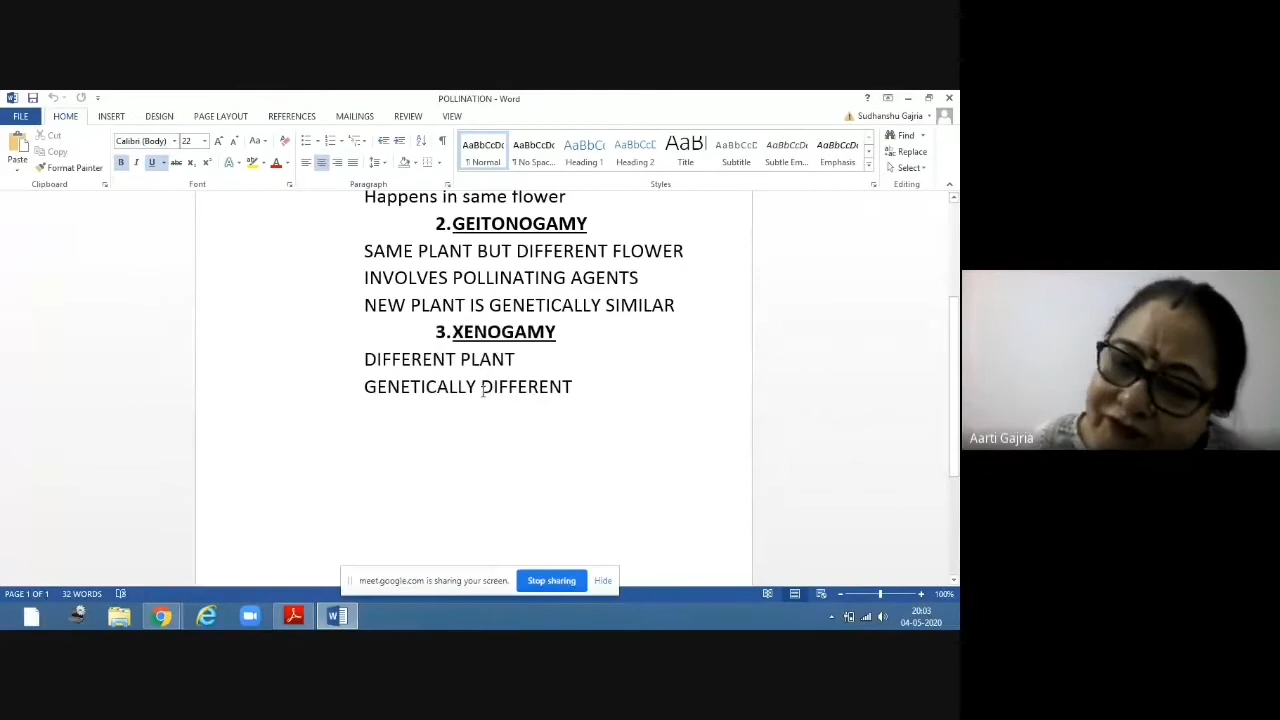 POLLINATION - Word
FILE HOME INSERT DESIGN PAGE LAYOUT REFERENCES MAILINGS REVIEW VIEW
Sudhanshu Gajria
Paste
Cut
Copy
Format Painter
Calibri (Body) 22
AaBbCcDc AaBbCcDc AaBbCc AaBbCc AaBl AaBbCcD AaBbCcDc AaBbCcDc
¶ Normal ¶ No Spac... Heading 1 Heading 2 Title Subtitle Subtle Em... Emphasis
Find
Replace
Select
Clipboard Font Paragraph Styles Editing
Happens in same flower
2.GEITONOGAMY
SAME PLANT BUT DIFFERENT FLOWER
INVOLVES POLLINATING AGENTS
NEW PLANT IS GENETICALLY SIMILAR
3.XENOGAMY
DIFFERENT PLANT
GENETICALLY DIFFERENT
Aarti Gajria
meet.google.com is sharing your screen. Stop sharing Hide
PAGE 1 OF 1 32 WORDS 100%
20:03
04-05-2020